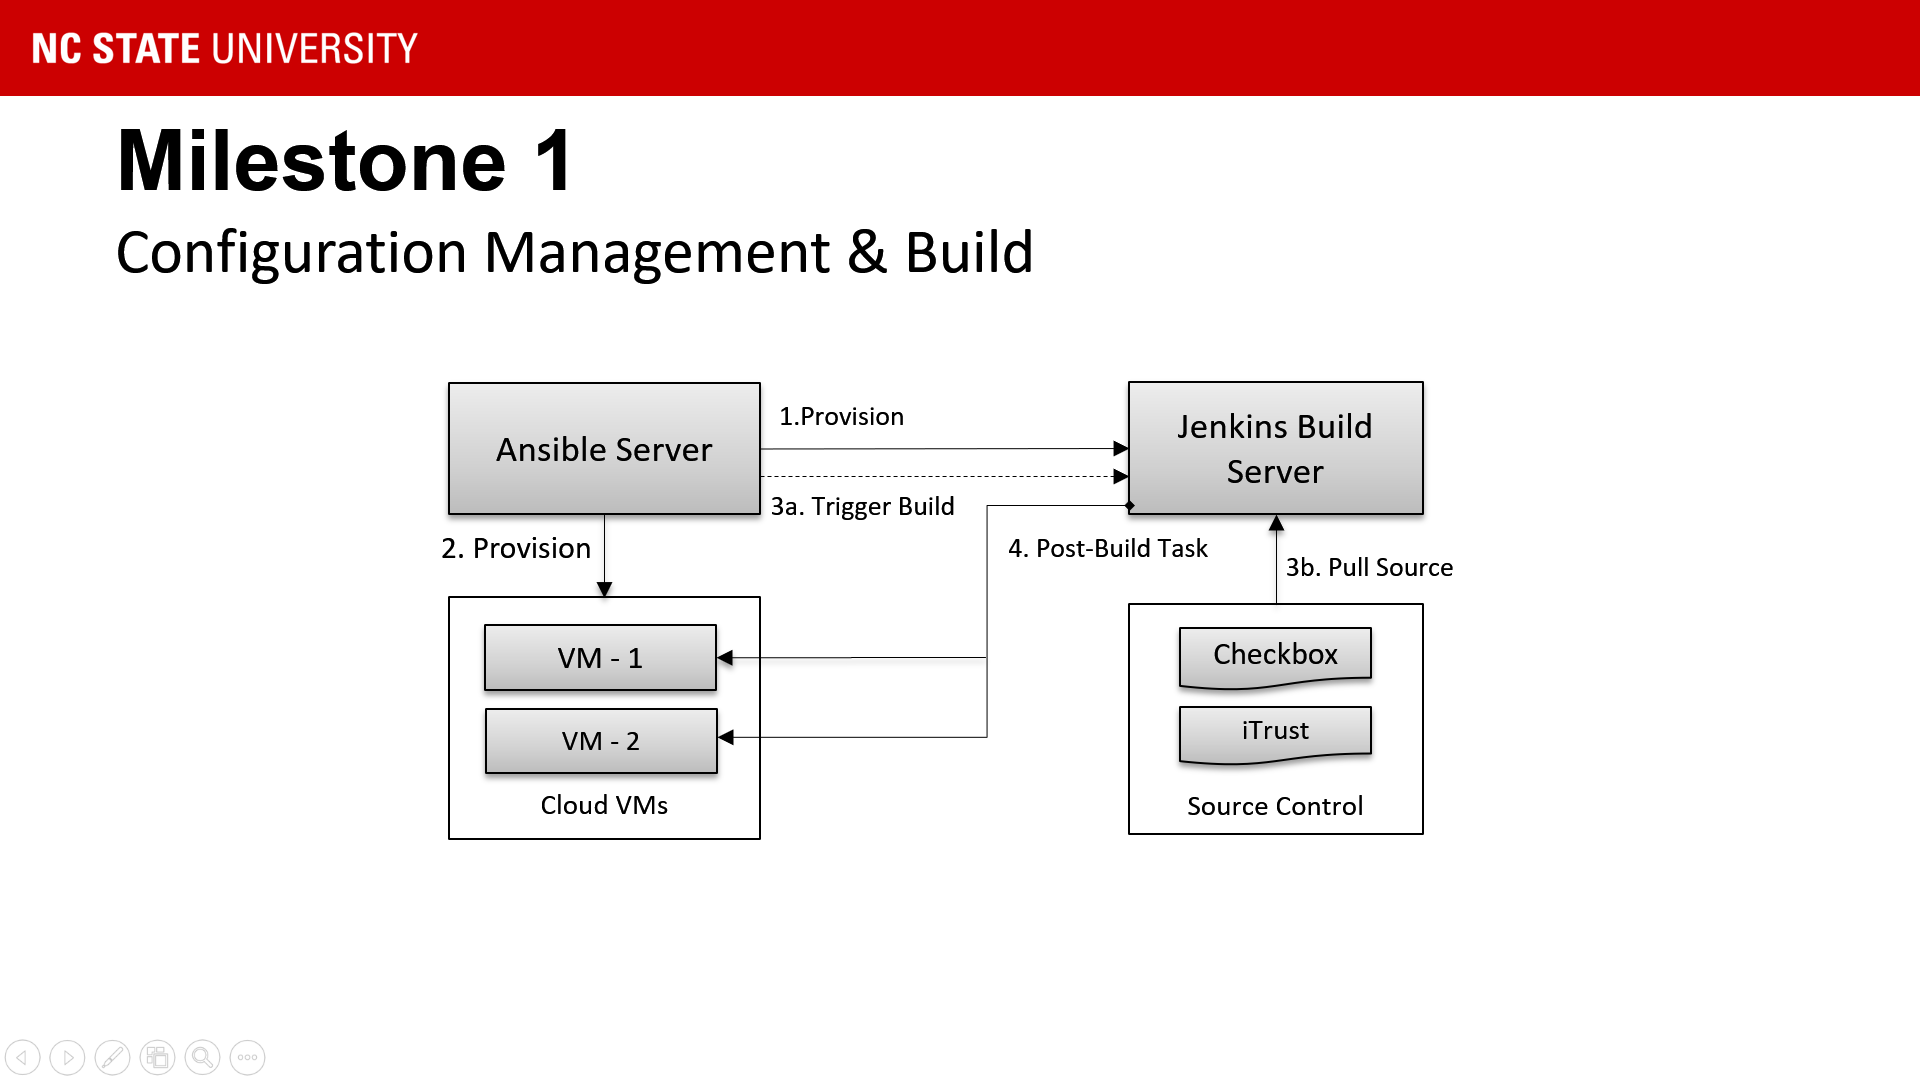 NC STATE UNIVERSITY
Milestone 1
Configuration Management & Build
Ansible Server
1.Provision
Jenkins Build
Server
3a. Trigger Build
2. Provision
4. Post-Build Task
3b. Pull Source
VM - 1
VM - 2
Cloud VMs
Checkbox
iTrust
Source Control